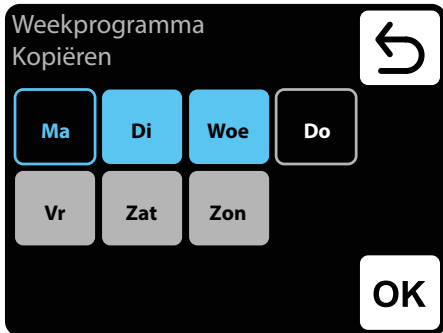 Weekprogramma
Kopiëren
Ma Di Woe Do
Vr Zat Zon
OK